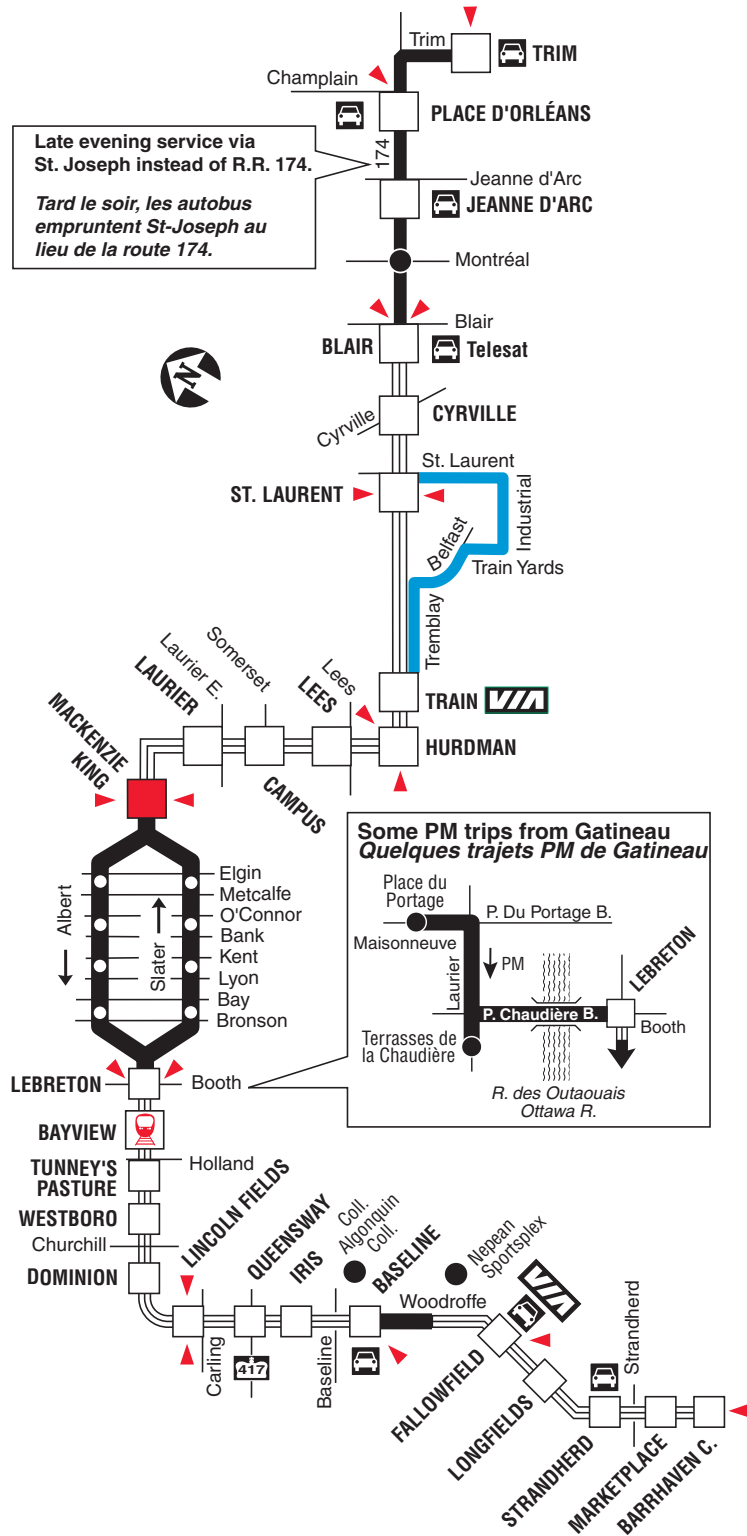 Trim
TRIM
Champlain
PLACE D'ORLÉANS
174
Late evening service via
St. Joseph instead of R.R. 174.
Tard le soir, les autobus
empruntent St-Joseph au
lieu de la route 174.
Jeanne d'Arc
JEANNE D'ARC
Montréal
Blair
BLAIR
Telesat
N
Cyrville
CYRVILLE
St. Laurent
ST. LAURENT
Industrial
Belfast
Train Yards
Tremblay
TRAIN
VIA
HURDMAN
Lees
LEES
Somerset
CAMPUS
Laurier E.
LAURIER
MACKENZIE
KING
Albert
Slater
Elgin
Metcalfe
O'Connor
Bank
Kent
Lyon
Bay
Bronson
Some PM trips from Gatineau
Quelques trajets PM de Gatineau
Place du
Portage
P. Du Portage B.
Maisonneuve
Laurier
PM
LEBRETON
P. Chaudière B.
Booth
Terrasses de
la Chaudière
R. des Outaouais
Ottawa R.
LEBRETON
Booth
BAYVIEW
Holland
TUNNEY'S
PASTURE
WESTBORO
Churchill
DOMINION
LINCOLN FIELDS
Carling
QUEENSWAY
417
IRIS
Baseline
Coll.
Algonquin
Coll.
BASELINE
Woodroffe
Nepean
Sportsplex
VIA
FALLOWFIELD
LONGFIELDS
STRANDHERD
Strandherd
MARKETPLACE
BARRHAVEN C.